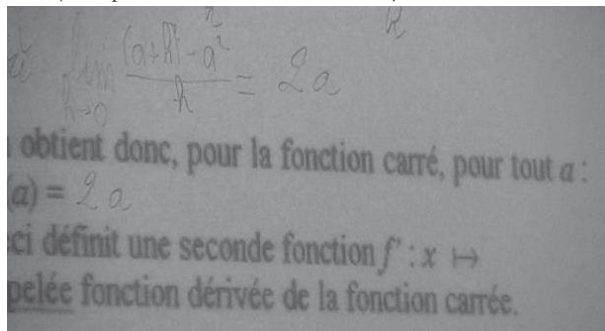 lim h→0 (a+h)²-a² / h = 2a
obtient donc, pour la fonction carré, pour tout a :
(a) = 2a
ci définit une seconde fonction f' : x ↦
pelée fonction dérivée de la fonction carrée.